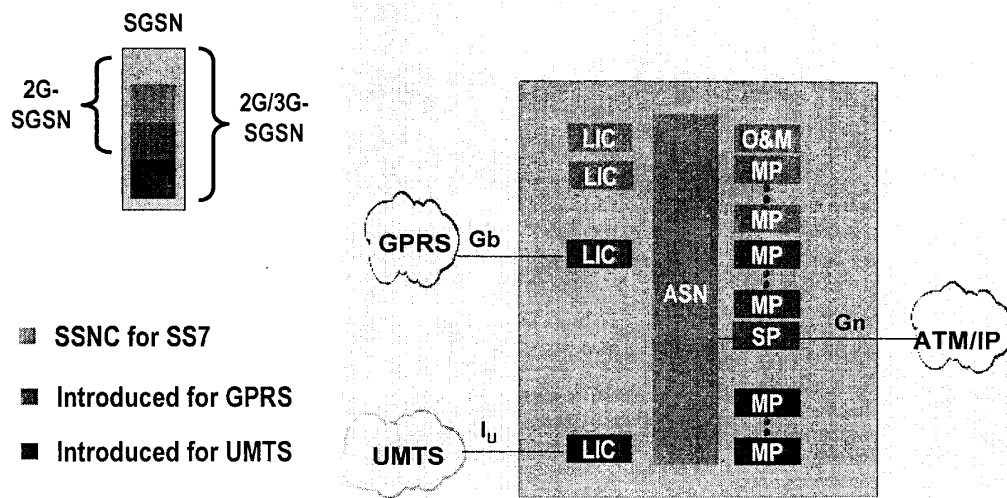 SGSN
2G-
SGSN
2G/3G-
SGSN
LIC
O&M
LIC
MP
MP
GPRS
Gb
LIC
MP
ASN
MP
SP
Gn
ATM/IP
SSNC for SS7
Introduced for GPRS
Introduced for UMTS
MP
UMTS
Iu
LIC
MP